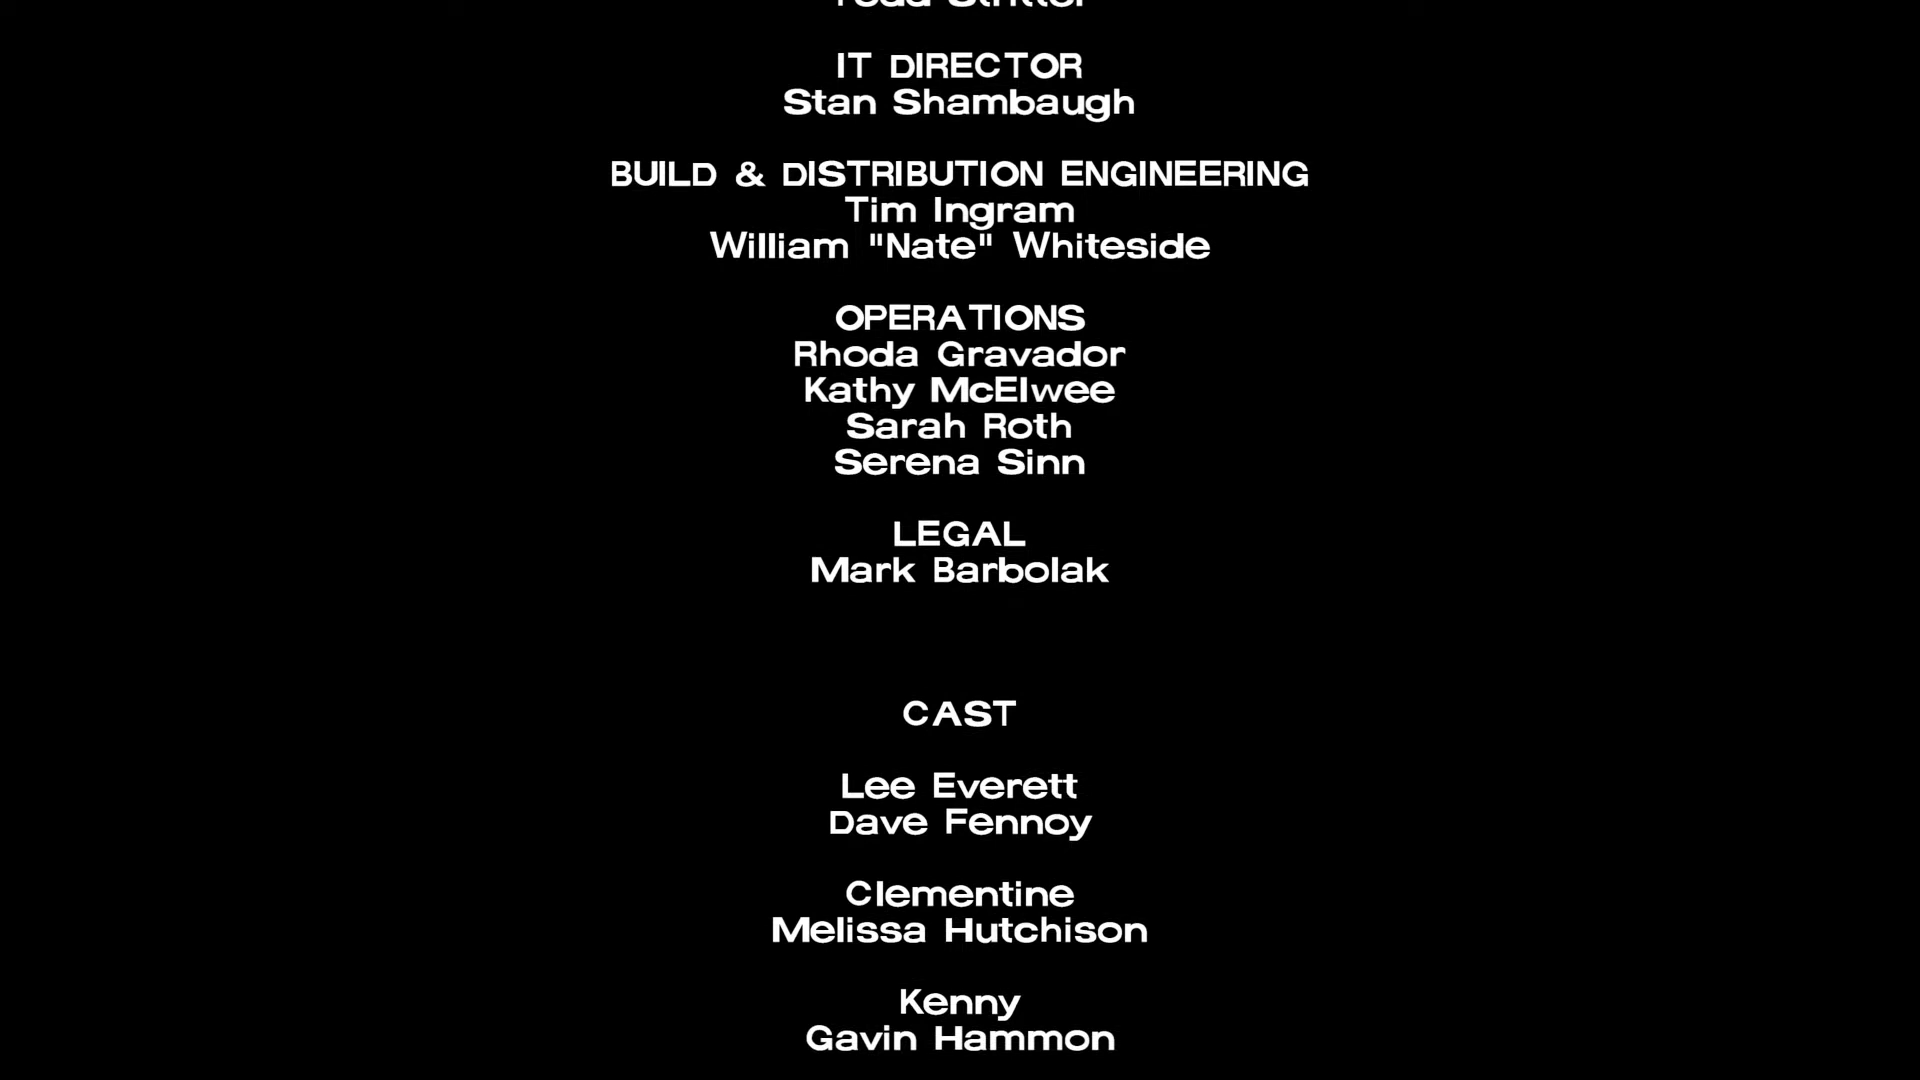 IT DIRECTOR
Stan Shambaugh
BUILD & DISTRIBUTION ENGINEERING
Tim Ingram
William "Nate" Whiteside
OPERATIONS
Rhoda Gravador
Kathy McElwee
Sarah Roth
Serena Sinn
LEGAL
Mark Barbolak
CAST
Lee Everett
Dave Fennoy
Clementine
Melissa Hutchison
Kenny
Gavin Hammon